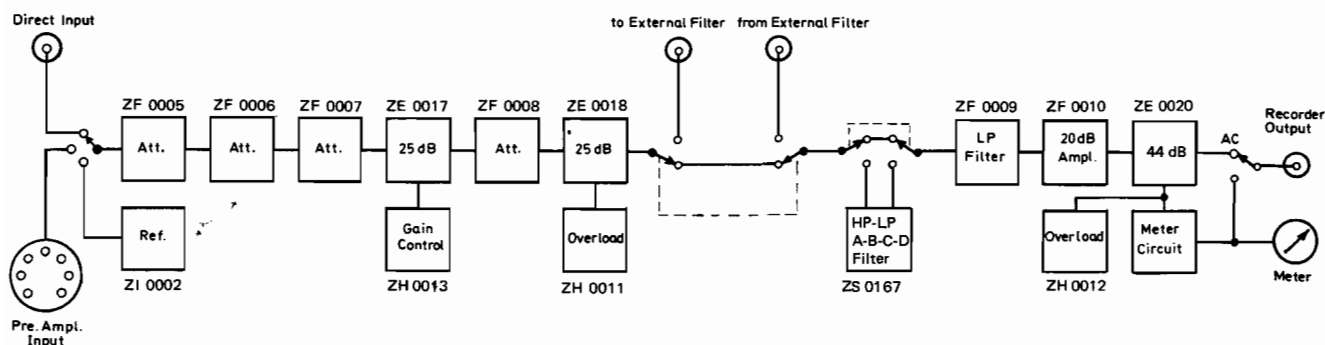 Direct Input
to External Filter
from External Filter
ZF 0005
ZF 0006
ZF 0007
ZE 0017
ZF 0008
ZE 0018
ZF 0009
ZF 0010
ZE 0020
Recorder
Output
Att.
Att.
Att.
25 dB
Att.
25 dB
LP
Filter
20dB
Ampl.
44 dB
AC
Ref.
Gain
Control
Overload
HP-LP
A-B-C-D
Filter
Overload
Meter
Circuit
ZI 0002
ZH 0013
ZH 0011
ZS 0167
ZH 0012
Meter
Pre. Ampl.
Input